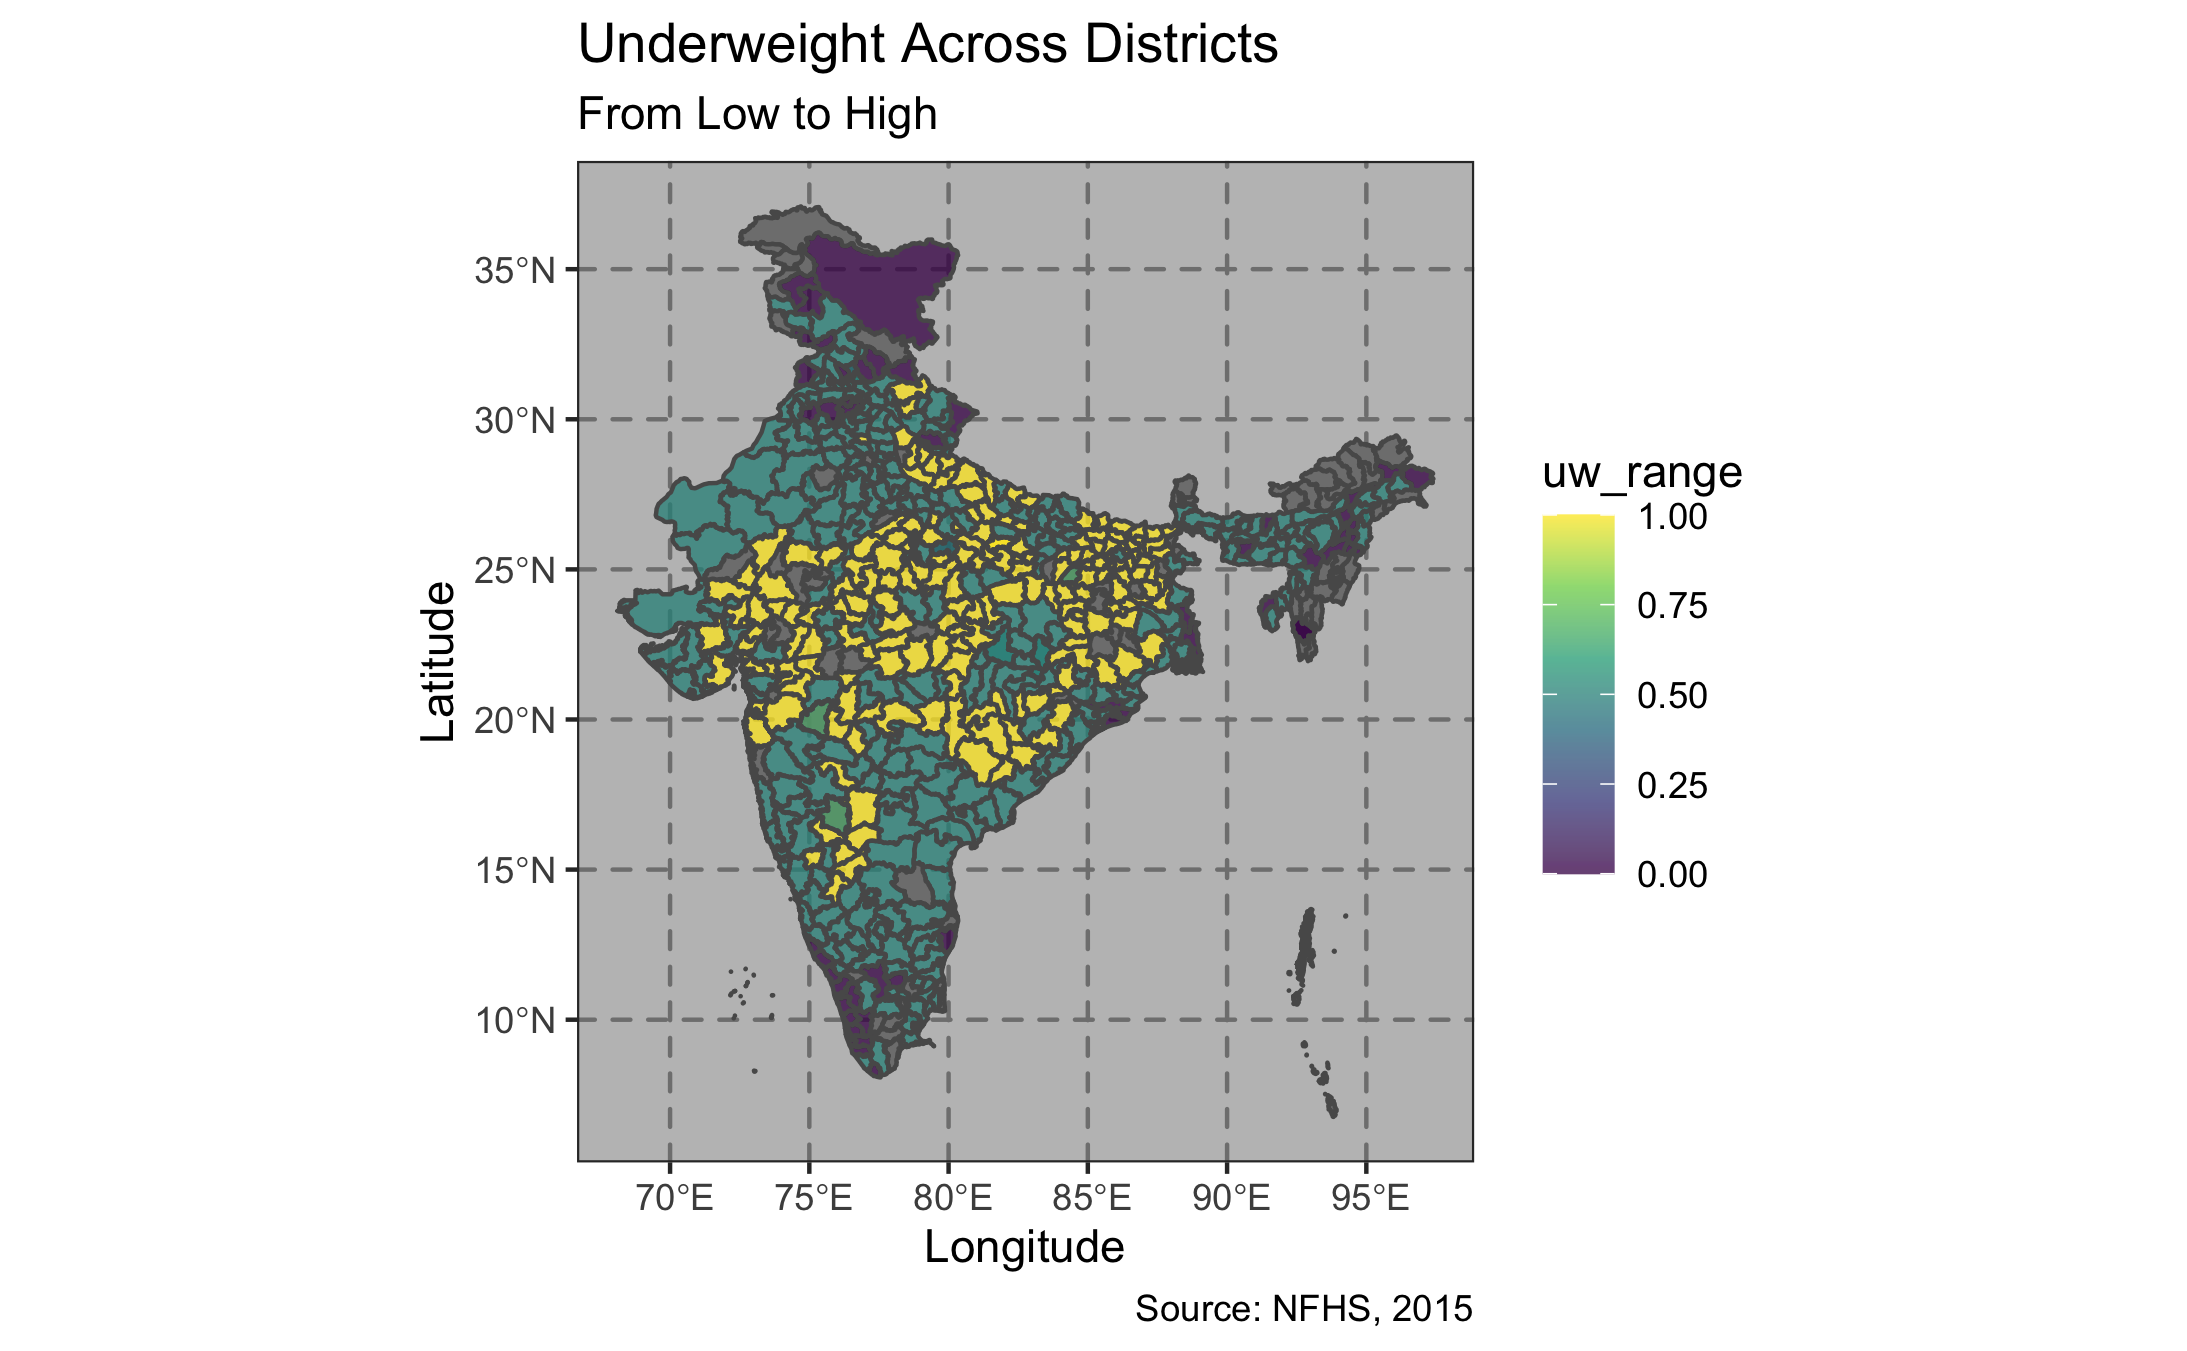 Underweight Across Districts
From Low to High
Latitude
35°N
30°N
25°N
20°N
15°N
10°N
70°E 75°E 80°E 85°E 90°E 95°E
Longitude
uw_range
1.00
0.75
0.50
0.25
0.00
Source: NFHS, 2015